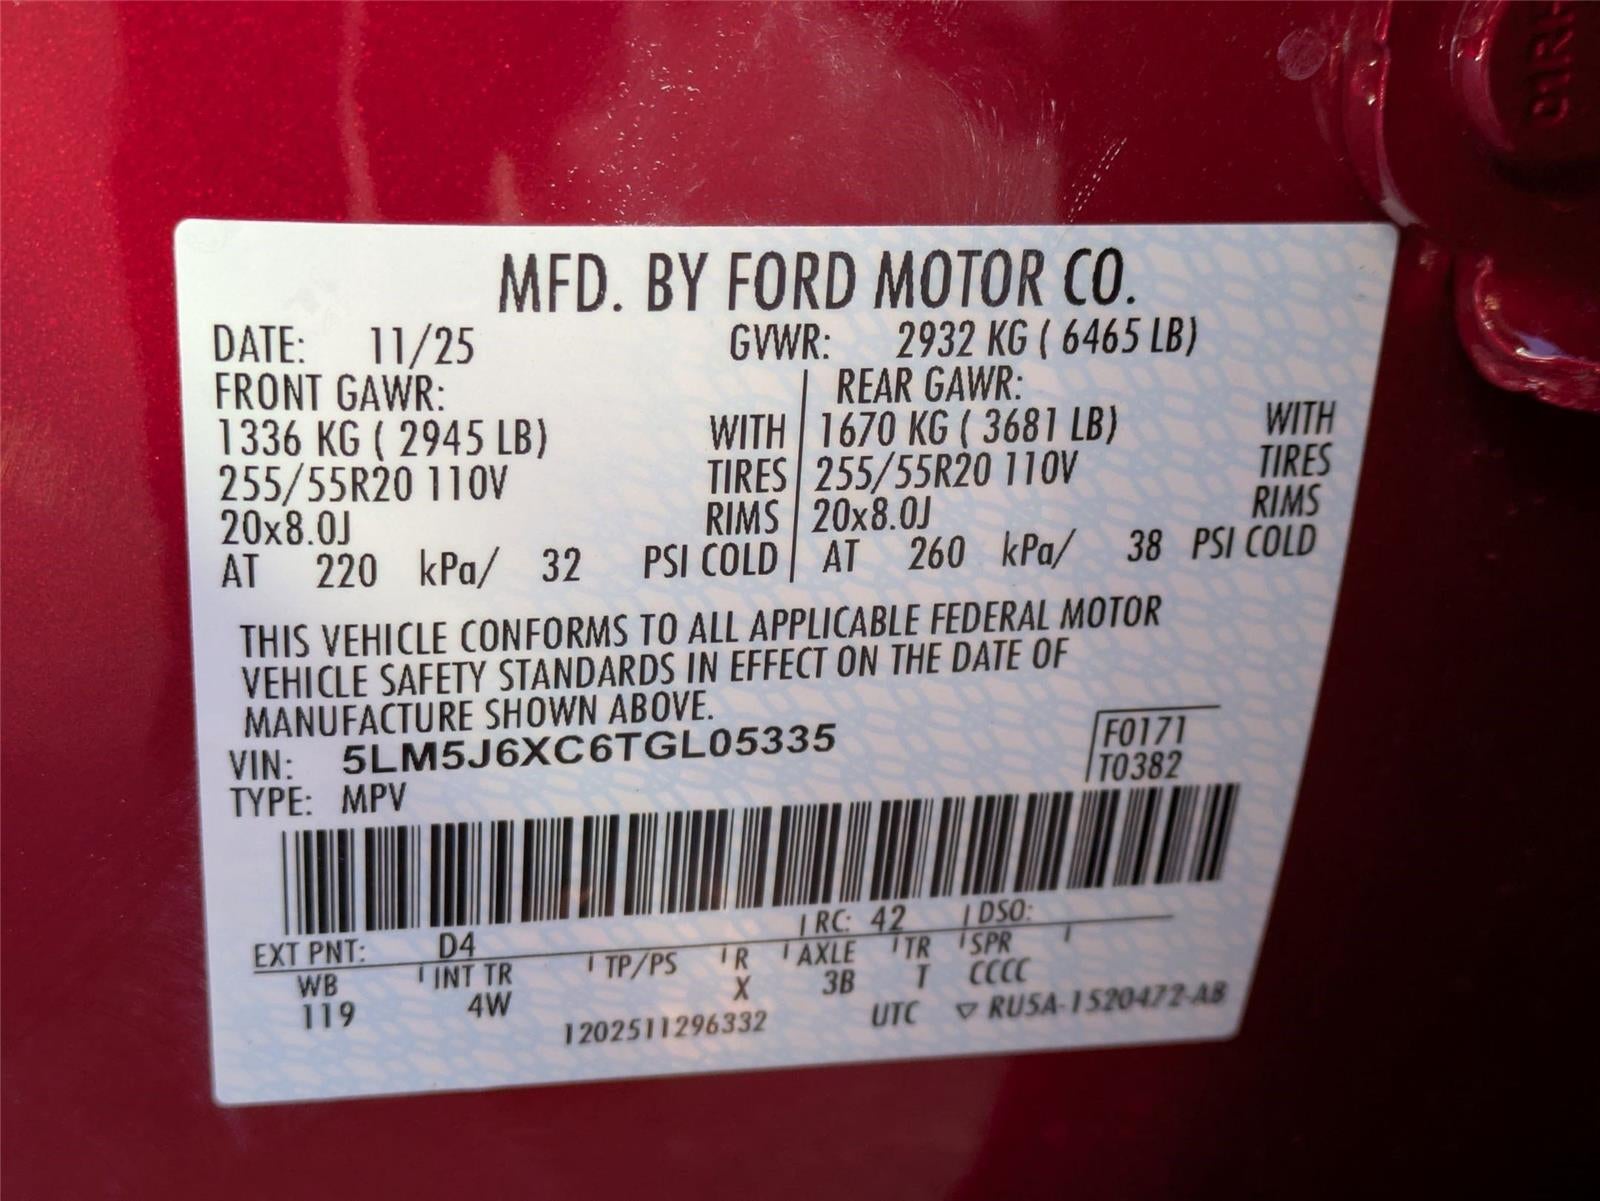 MFD. BY FORD MOTOR CO.
DATE: 11/25 GVWR: 2932 KG ( 6465 LB)
FRONT GAWR: REAR GAWR:
1336 KG ( 2945 LB) WITH 1670 KG ( 3681 LB) WITH
255/55R20 110V TIRES 255/55R20 110V TIRES
20x8.0J RIMS 20x8.0J RIMS
AT 220 kPa/ 32 PSI COLD AT 260 kPa/ 38 PSI COLD
THIS VEHICLE CONFORMS TO ALL APPLICABLE FEDERAL MOTOR
VEHICLE SAFETY STANDARDS IN EFFECT ON THE DATE OF
MANUFACTURE SHOWN ABOVE.
VIN: 5LM5J6XC6TGL05335 F0171
TYPE: MPV T0382
EXT PNT: D4 RC: 42 DSO:
WB INT TR TP/PS R AXLE TR SPR
119 4W X 3B T CCCC
1202511296332 UTC ▽ RU5A-1520472-AB